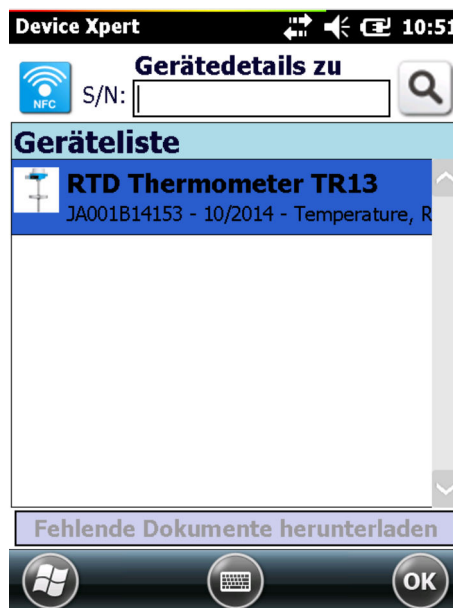 Device Xpert 10:51
Gerätedetails zu
NFC
S/N:
Geräteliste
RTD Thermometer TR13
JA001B14153 - 10/2014 - Temperature, R
Fehlende Dokumente herunterladen
OK